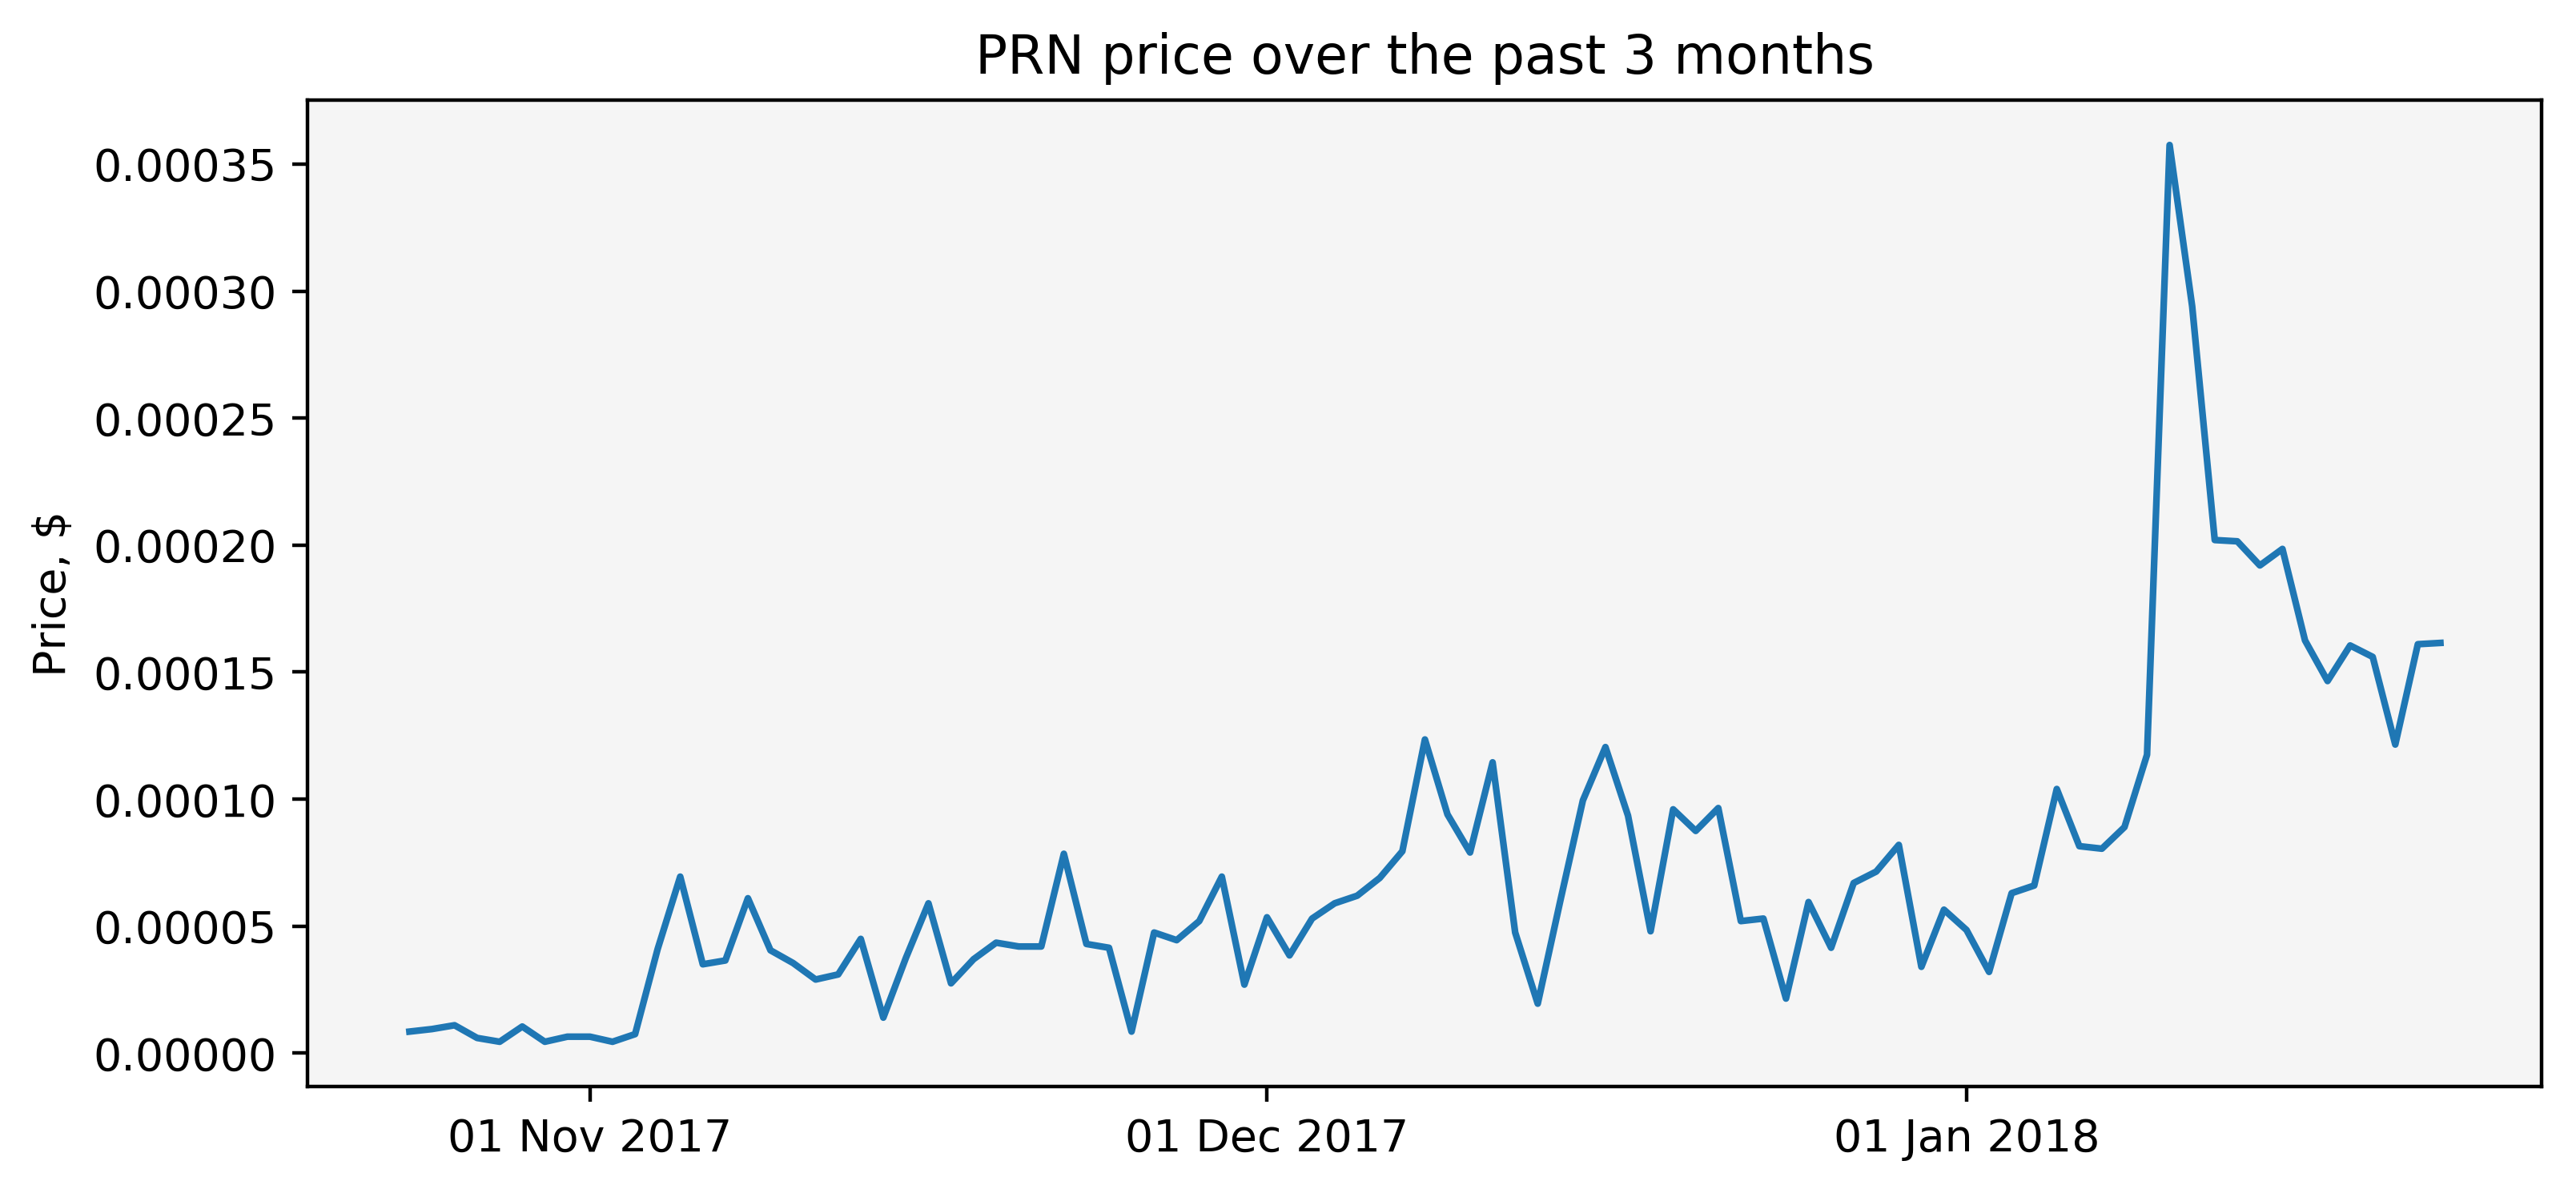 PRN price over the past 3 months
0.00035
0.00030
0.00025
0.00020
0.00015
0.00010
0.00005
0.00000
Price, $
01 Nov 2017
01 Dec 2017
01 Jan 2018